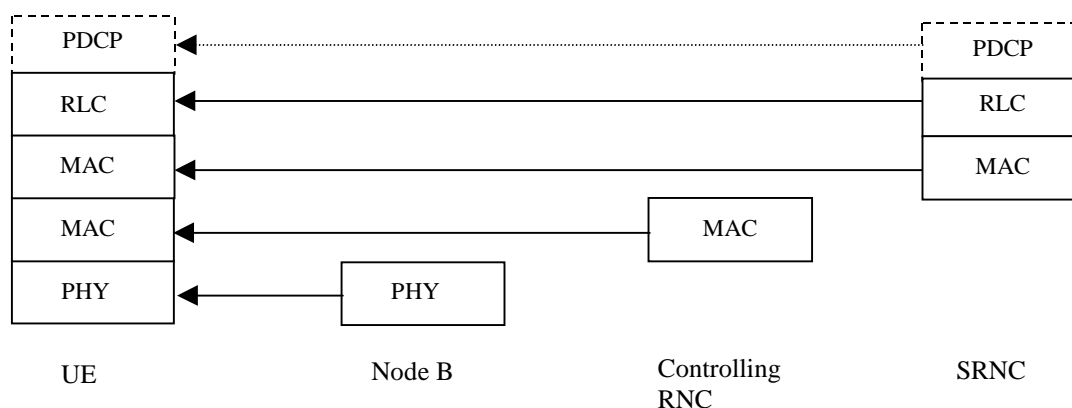 PDCP
PDCP
RLC
RLC
MAC
MAC
MAC
MAC
PHY
PHY
UE
Node B
Controlling
RNC
SRNC